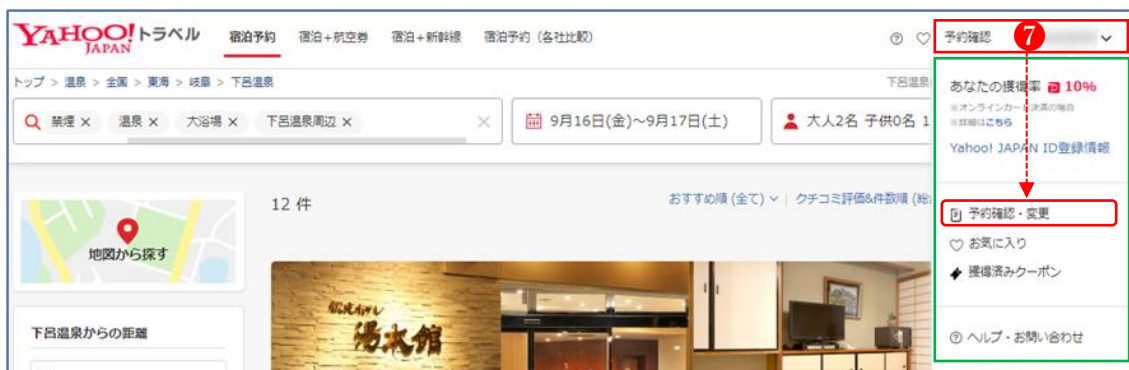 YAHOO! JAPAN トラベル 宿泊予約 宿泊+航空券 宿泊+新幹線 宿泊予約（各社比較） 予約確認 7
トップ > 温泉 > 全国 > 東海 > 岐阜 > 下呂温泉 下呂温泉
禁煙 × 温泉 × 大浴場 × 下呂温泉周辺 × 9月16日(金)～9月17日(土) 大人2名 子供0名 1
あなたの獲得率 10%
※オンラインカード決済の場合
※詳細はこちら
Yahoo! JAPAN ID登録情報
予約確認・変更
お気に入り
獲得済みクーポン
ヘルプ・お問い合わせ
12 件 おすすめ順 (全て) クチコミ評価&件数順 (総
地図から探す
湯本館
下呂温泉からの距離